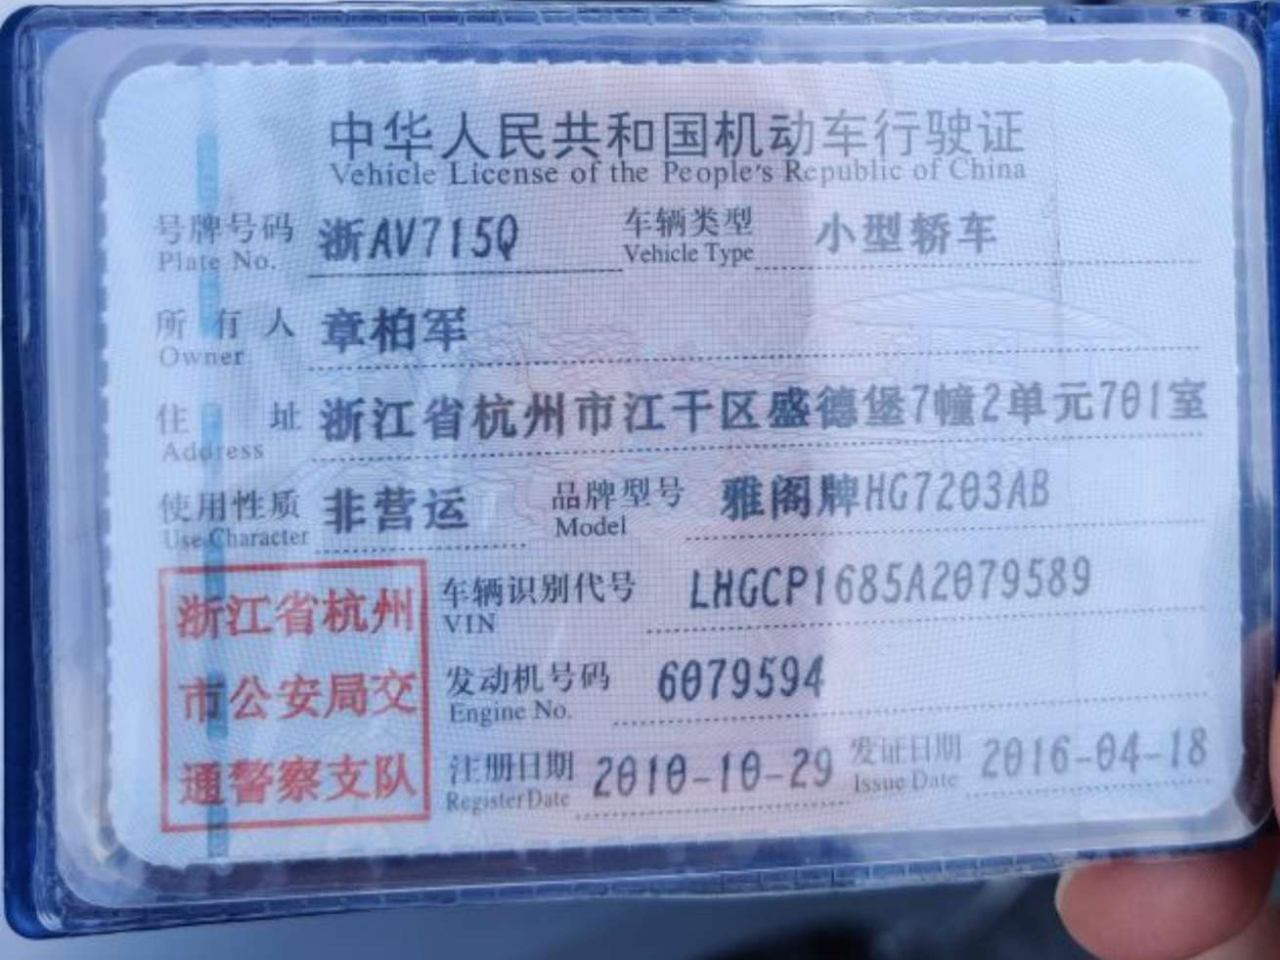 中华人民共和国机动车行驶证
Vehicle License of the People's Republic of China
号牌号码 浙AV715Q 车辆类型 小型轿车
Plate No. Vehicle Type
所有人 章柏军
Owner
住址 浙江省杭州市江干区盛德堡7幢2单元701室
Address
使用性质 非营运 品牌型号 雅阁牌HG7203AB
Use Character Model
浙江省杭州
市公安局交
通警察支队
车辆识别代号 LHGCP1685A2079589
VIN
发动机号码 6079594
Engine No.
注册日期 2010-10-29 发证日期 2016-04-18
Register Date Issue Date